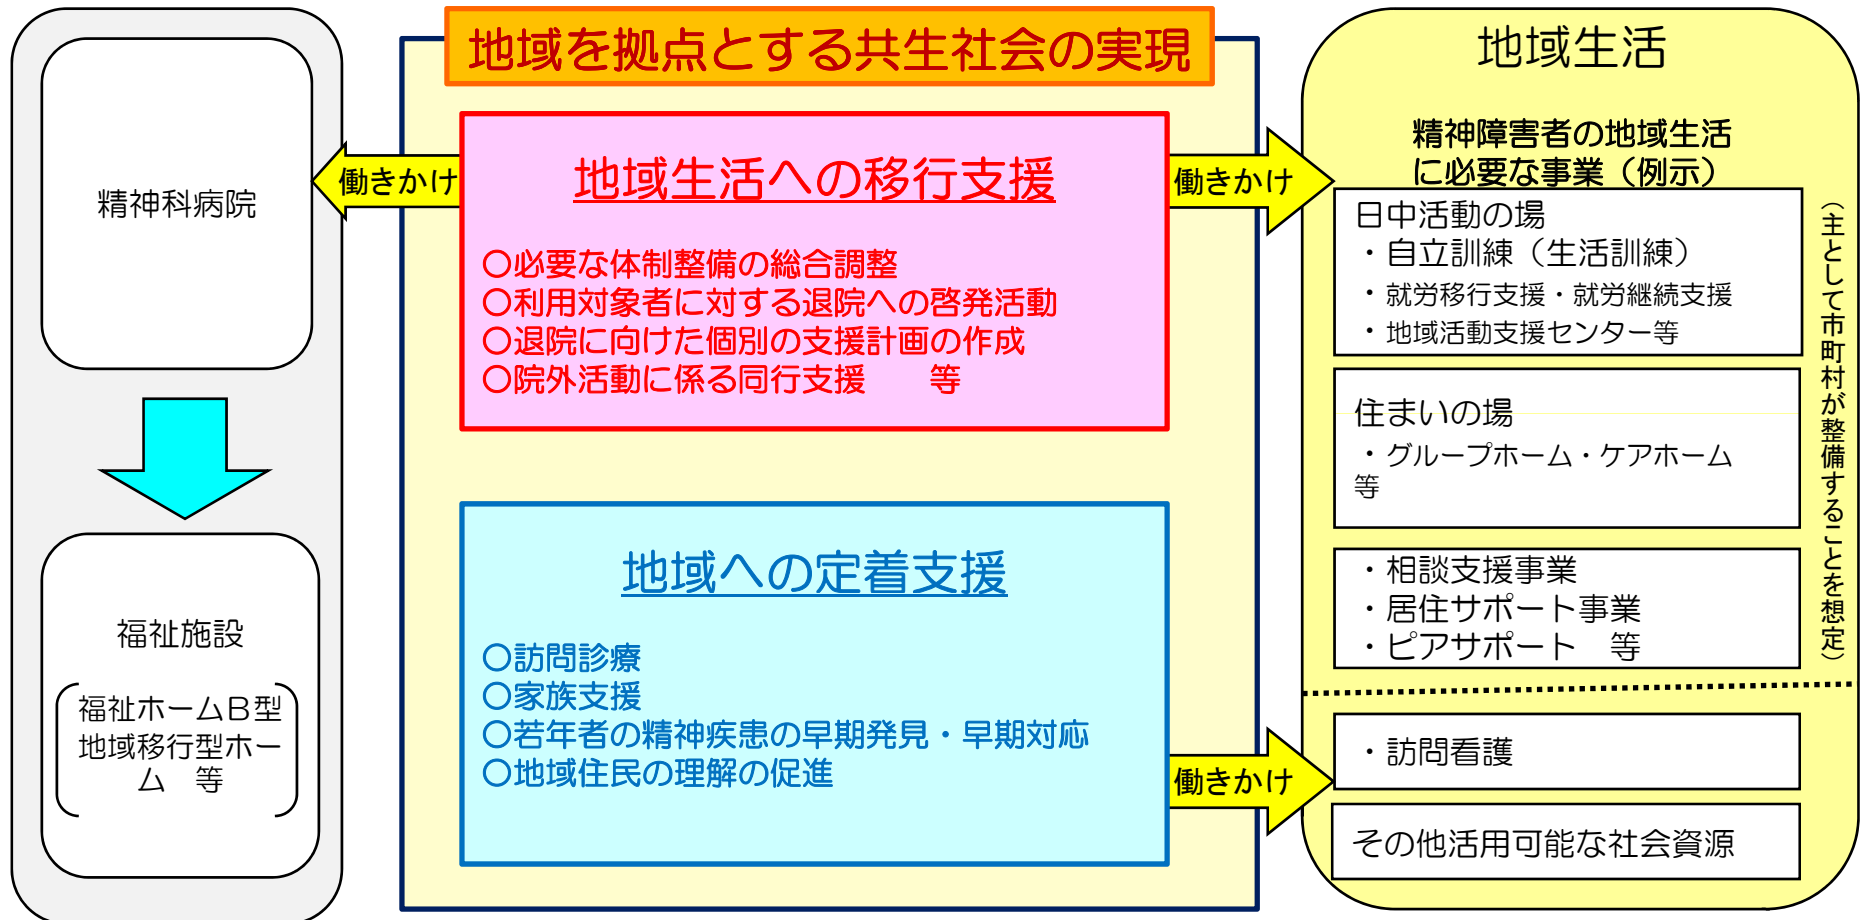 地域を拠点とする共生社会の実現
精神科病院
福祉施設
福祉ホームB型
地域移行型ホー
ム　等
働きかけ
地域生活への移行支援
〇必要な体制整備の総合調整
〇利用対象者に対する退院への啓発活動
〇退院に向けた個別の支援計画の作成
〇院外活動に係る同行支援　　等
働きかけ
地域への定着支援
〇訪問診療
〇家族支援
〇若年者の精神疾患の早期発見・早期対応
〇地域住民の理解の促進
働きかけ
地域生活
精神障害者の地域生活
に必要な事業（例示）
日中活動の場
・自立訓練（生活訓練）
・就労移行支援・就労継続支援
・地域活動支援センター等
住まいの場
・グループホーム・ケアホーム
等
・相談支援事業
・居住サポート事業
・ピアサポート　等
（主として市町村が整備することを想定）
・訪問看護
その他活用可能な社会資源